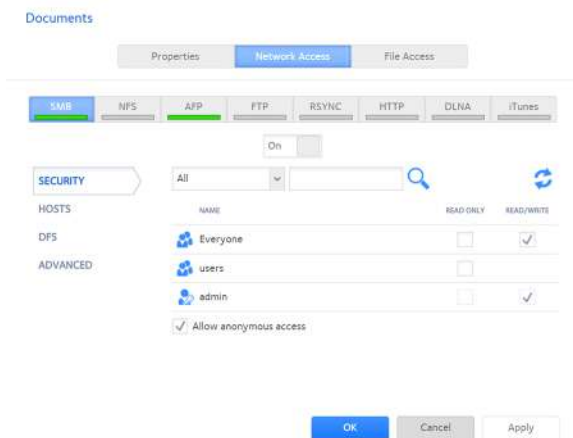 Documents
Properties Network Access File Access
SMB NFS AFP FTP RSYNC HTTP DLNA iTunes
On
SECURITY All
HOSTS NAME READ ONLY READ/WRITE
Everyone
DFS users
ADVANCED admin
Allow anonymous access
OK Cancel Apply